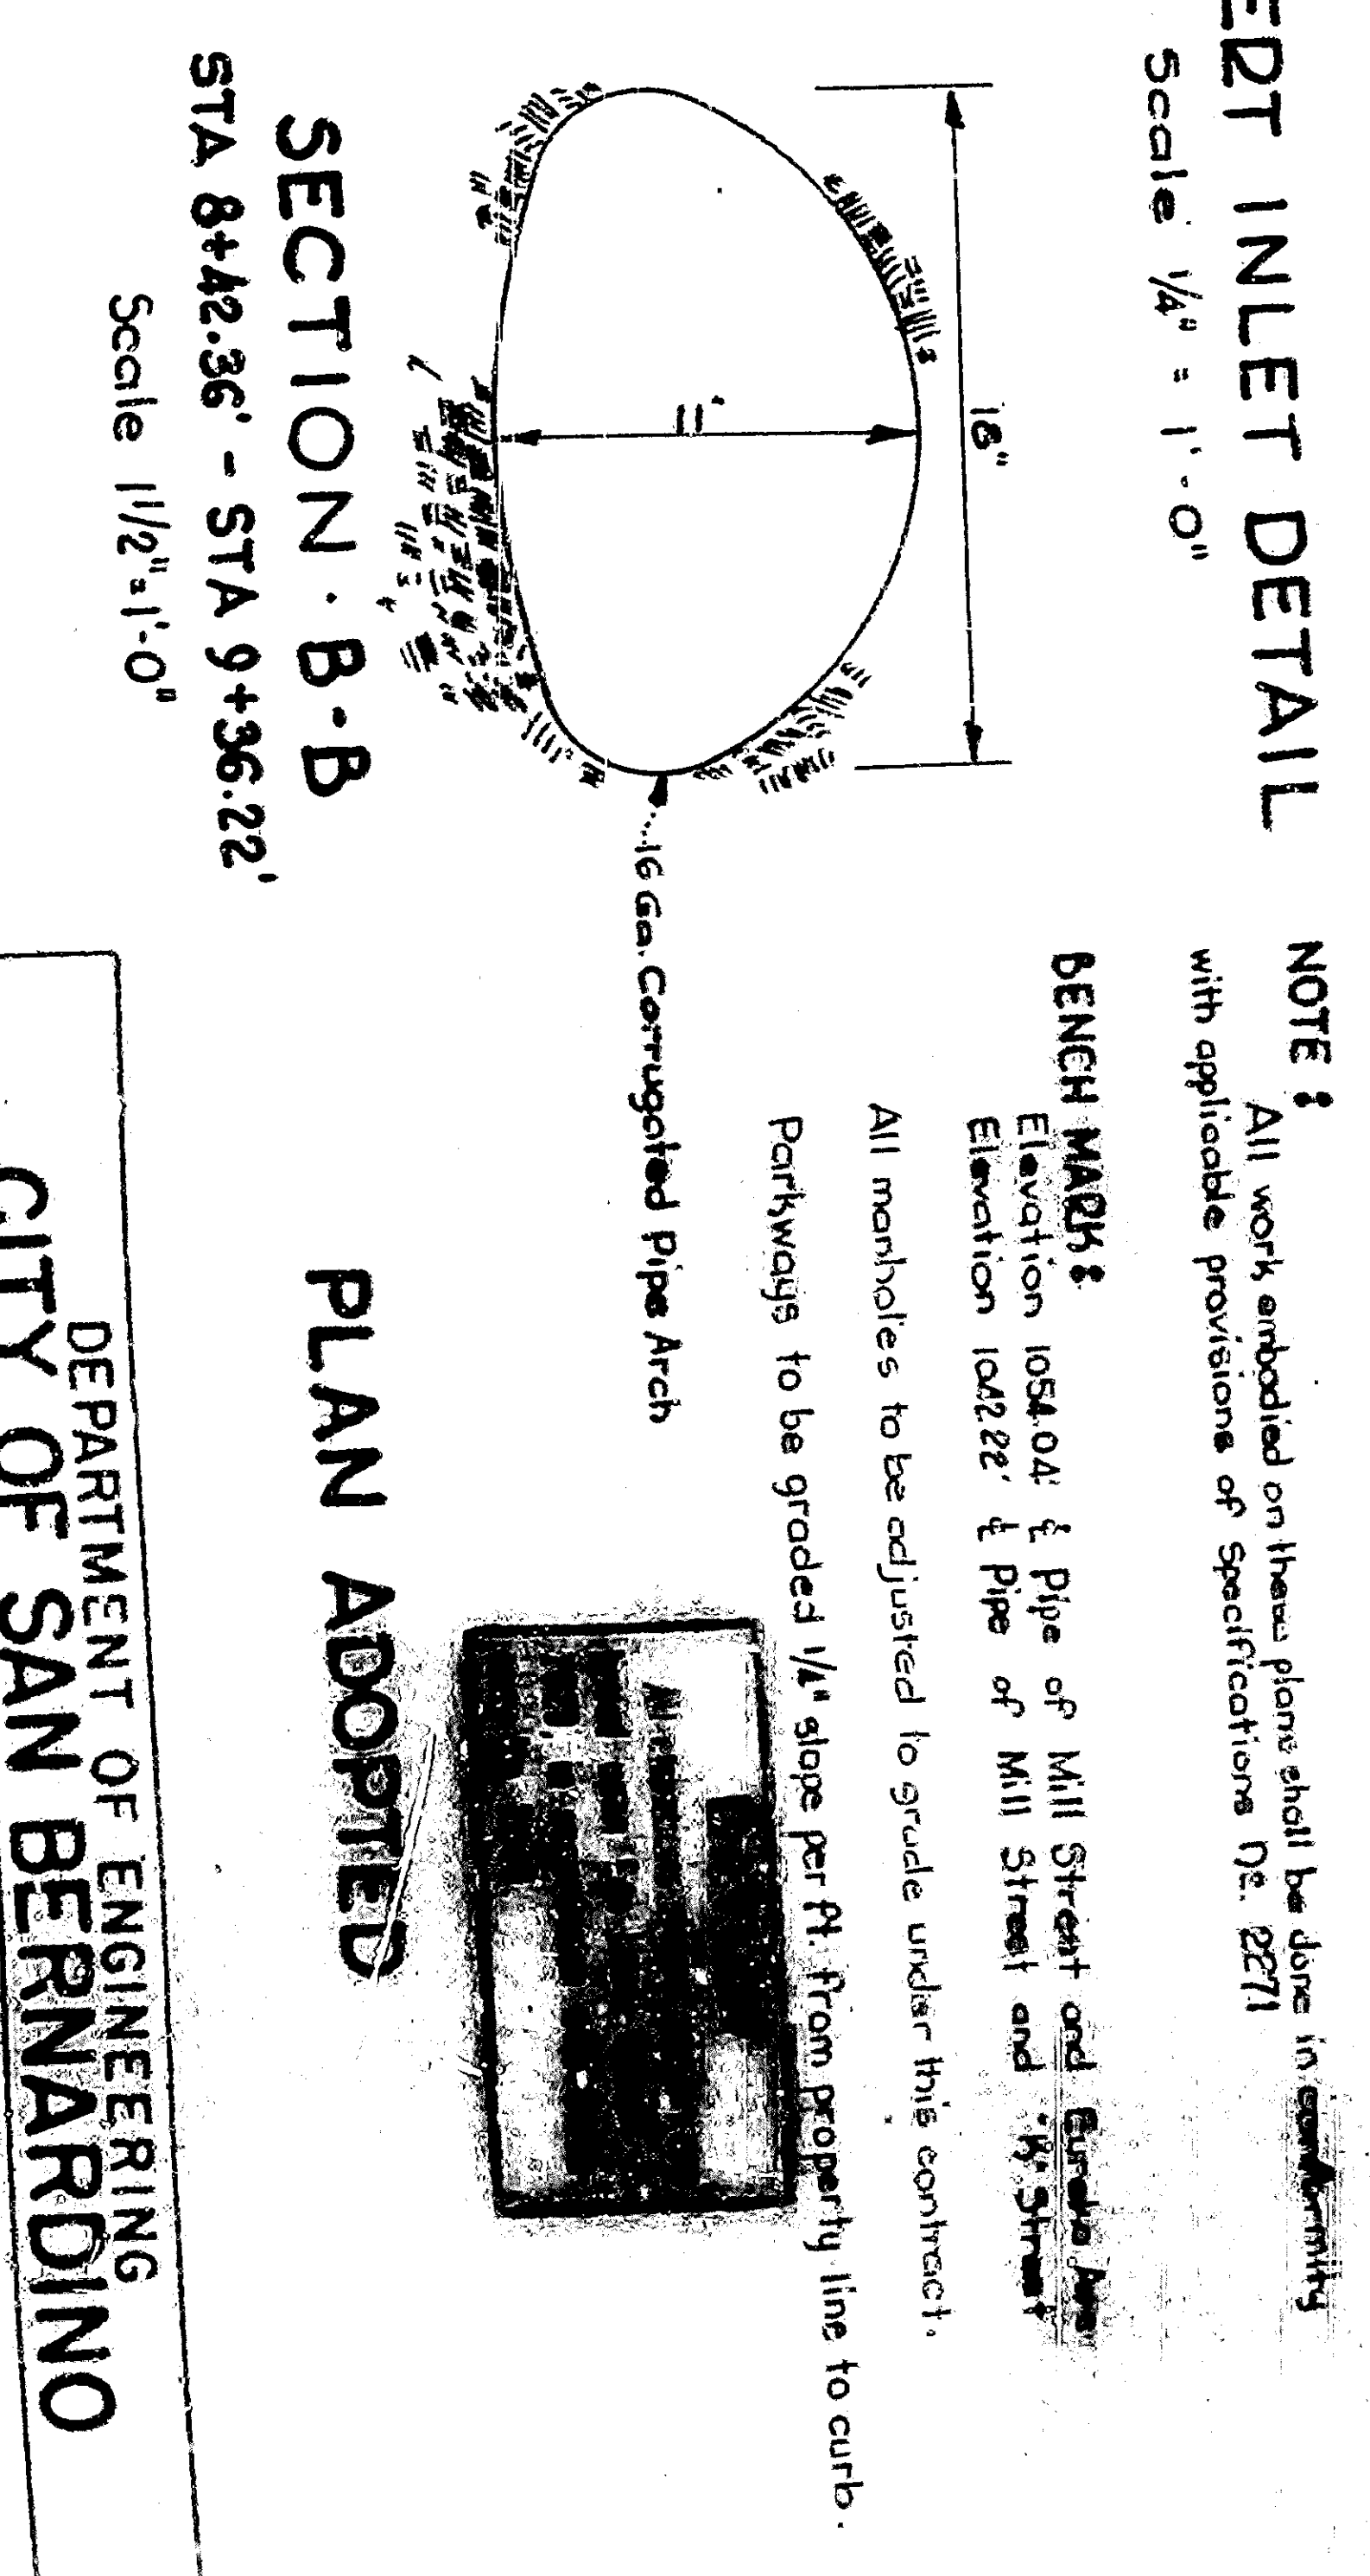 INLET DETAIL
Scale 1/4" = 1'-0"
18"
11"
16 Ga. Corrugated Pipe Arch
SECTION·B-B
STA 8+42.36' - STA 9+36.22'
Scale 1 1/2"=1'-0"
NOTE:
All work embodied on these plans shall be done in conformity
with applicable provisions of Specifications No. 2271
BENCH MARK:
Elevation 1054.04' ℄ Pipe of Mill Street and Eureka Ave
Elevation 1042.22' ℄ Pipe of Mill Street and "K" Street
All manholes to be adjusted to grade under this contract.
Parkways to be graded 1/4" slope per ft. from property line to curb.
PLAN ADOPTED
DEPARTMENT OF ENGINEERING
CITY OF SAN BERNARDINO